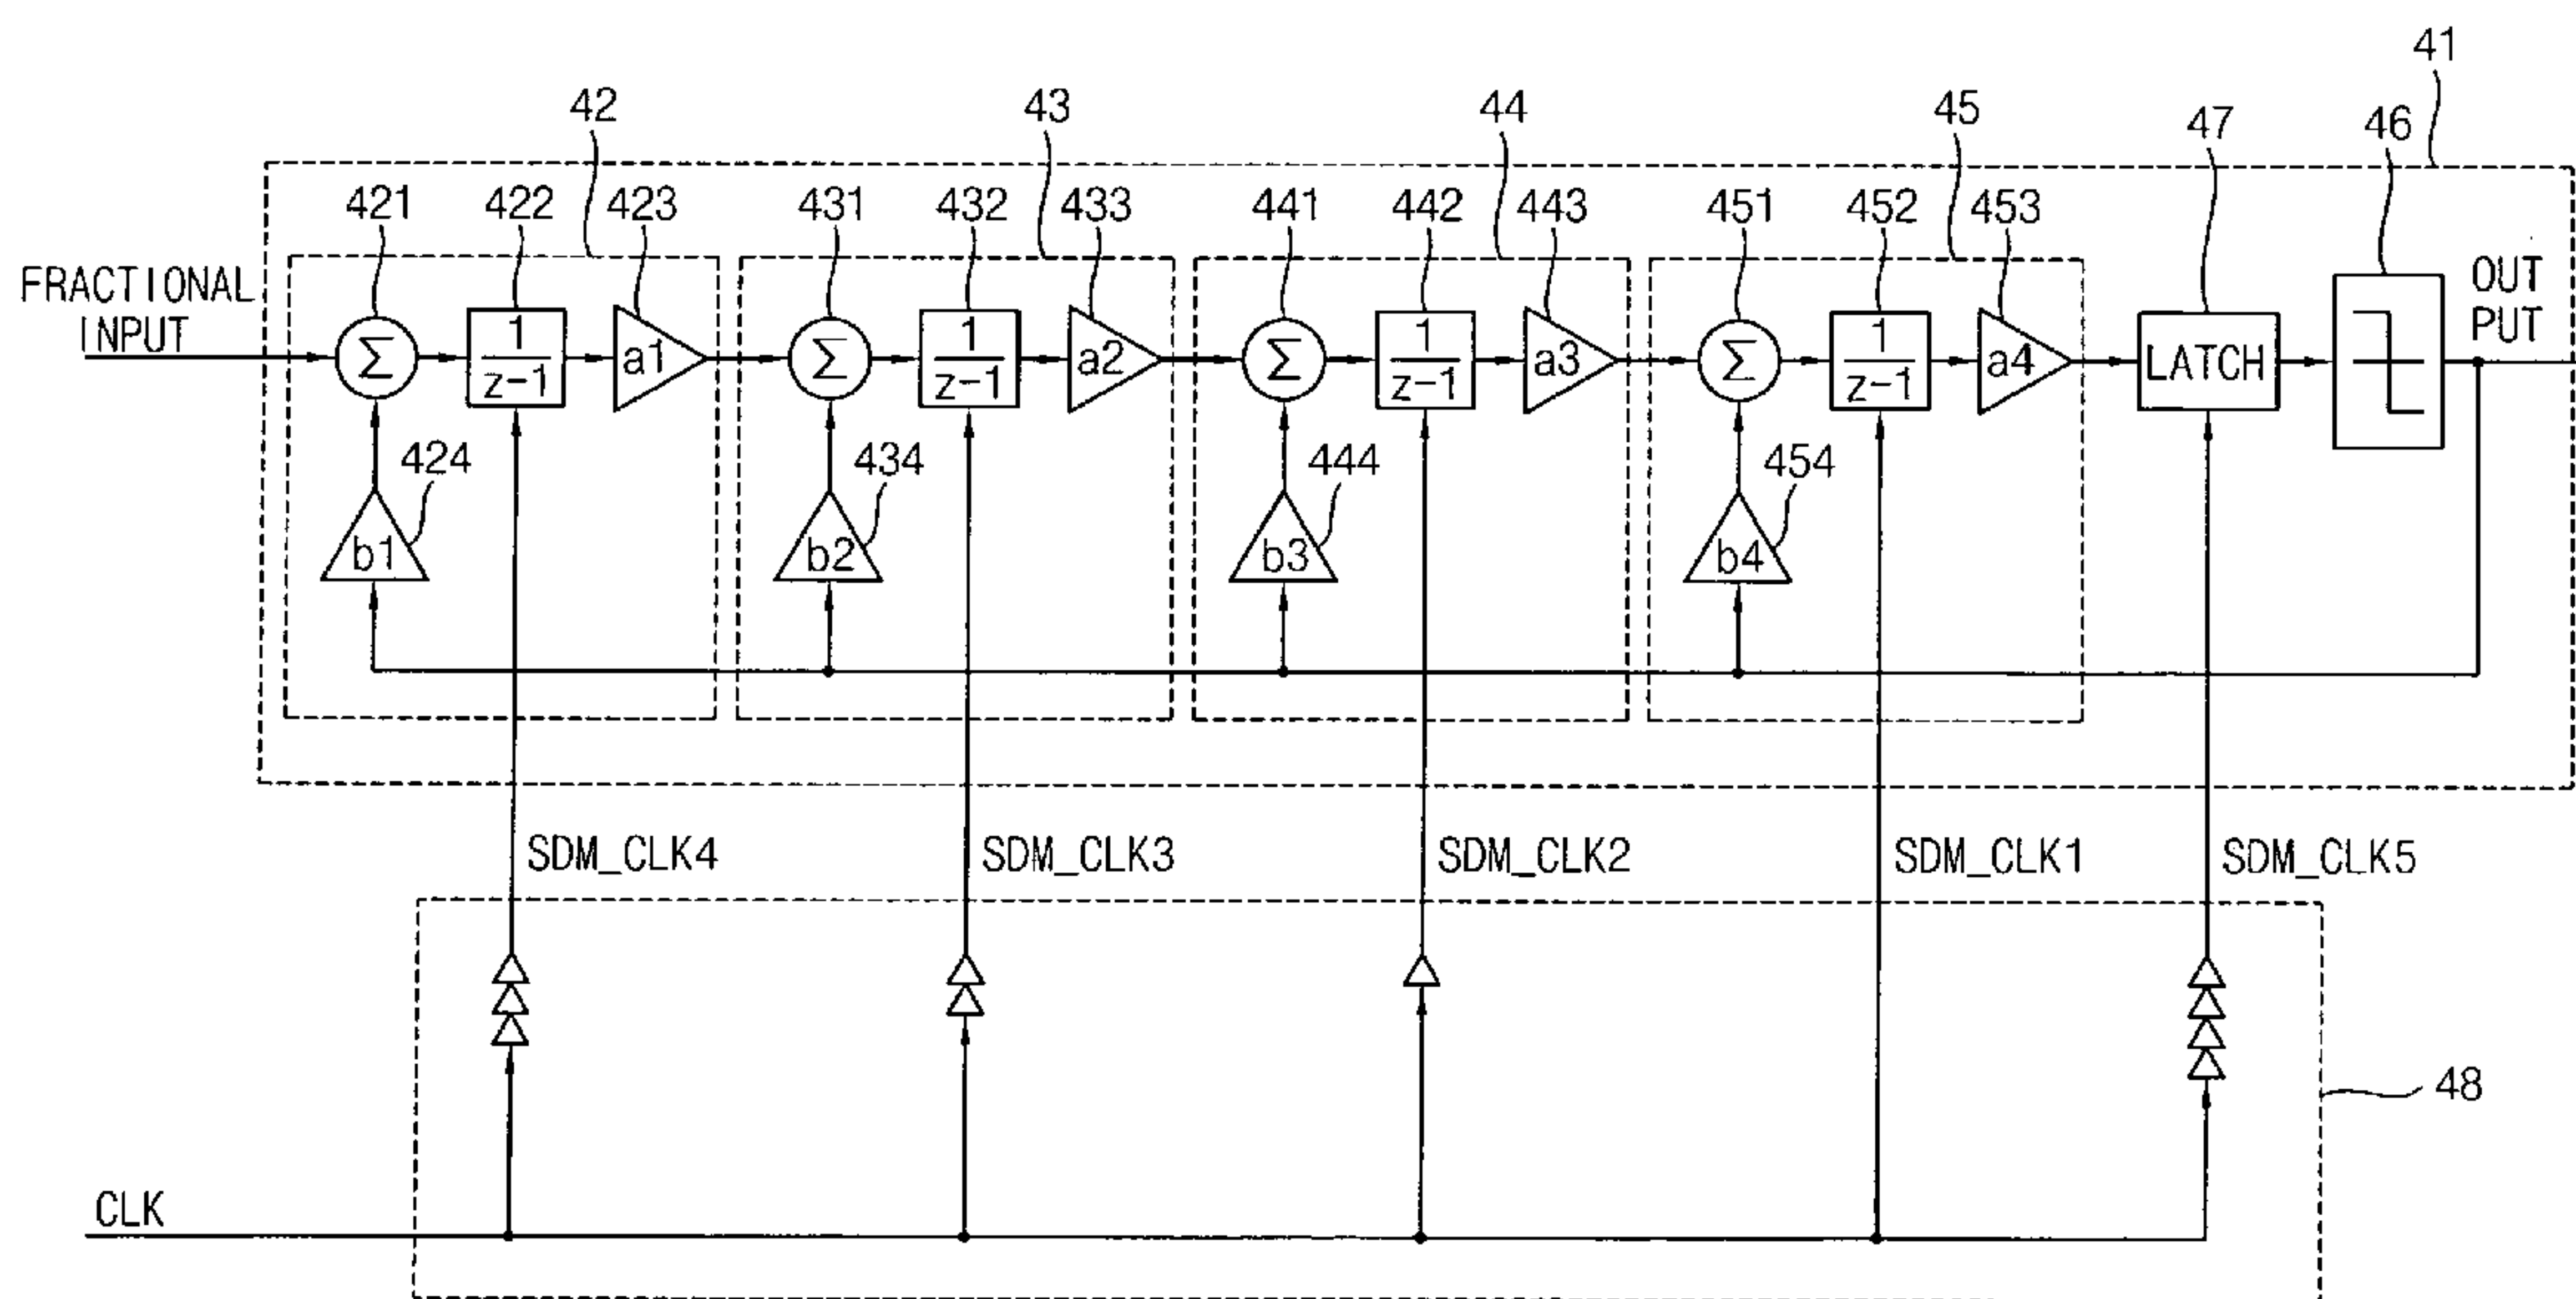 41
42
43
44
45
47
46
421
422
423
431
432
433
441
442
443
451
452
453
FRACTIONAL
INPUT
OUT
PUT
Σ
1
z-1
a1
Σ
1
z-1
a2
Σ
1
z-1
a3
Σ
1
z-1
a4
LATCH
424
434
444
454
b1
b2
b3
b4
SDM_CLK4
SDM_CLK3
SDM_CLK2
SDM_CLK1
SDM_CLK5
48
CLK